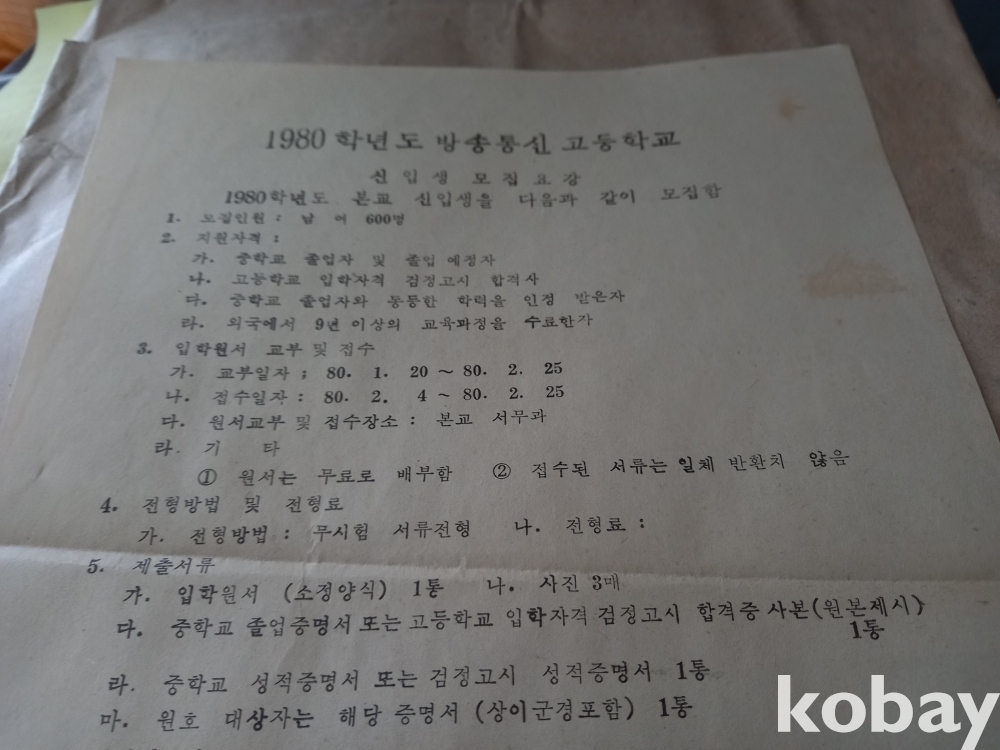 1980 학년도 방송통신 고등학교
신입생 모집요강
1980학년도 본교 신입생을 다음과 같이 모집함
1. 모집인원 : 남 여 600명
2. 지원자격 :
가. 중학교 졸업자 및 졸업 예정자
나. 고등학교 입학자격 검정고시 합격사
다. 중학교 졸업자와 동등한 학력을 인정 받은자
라. 외국에서 9년 이상의 교육과정을 수료한자
3. 입학원서 교부 및 접수
가. 교부일자 ; 80. 1. 20 ~ 80. 2. 25
나. 접수일자 : 80. 2. 4 ~ 80. 2. 25
다. 원서교부 및 접수장소 : 본교 서무과
라. 기 타
① 원서는 무료로 배부함 ② 접수된 서류는 일체 반환치 않음
4. 전형방법 및 전형료
가. 전형방법 : 무시험 서류전형 나. 전형료 :
5. 제출서류
가. 입학원서 (소정양식) 1통 나. 사진 3매
다. 중학교 졸업증명서 또는 고등학교 입학자격 검정고시 합격증 사본(원본제시)
1통
라. 중학교 성적증명서 또는 검정고시 성적증명서 1통
마. 원호 대상자는 해당 증명서 (상이군경포함) 1통
kobay